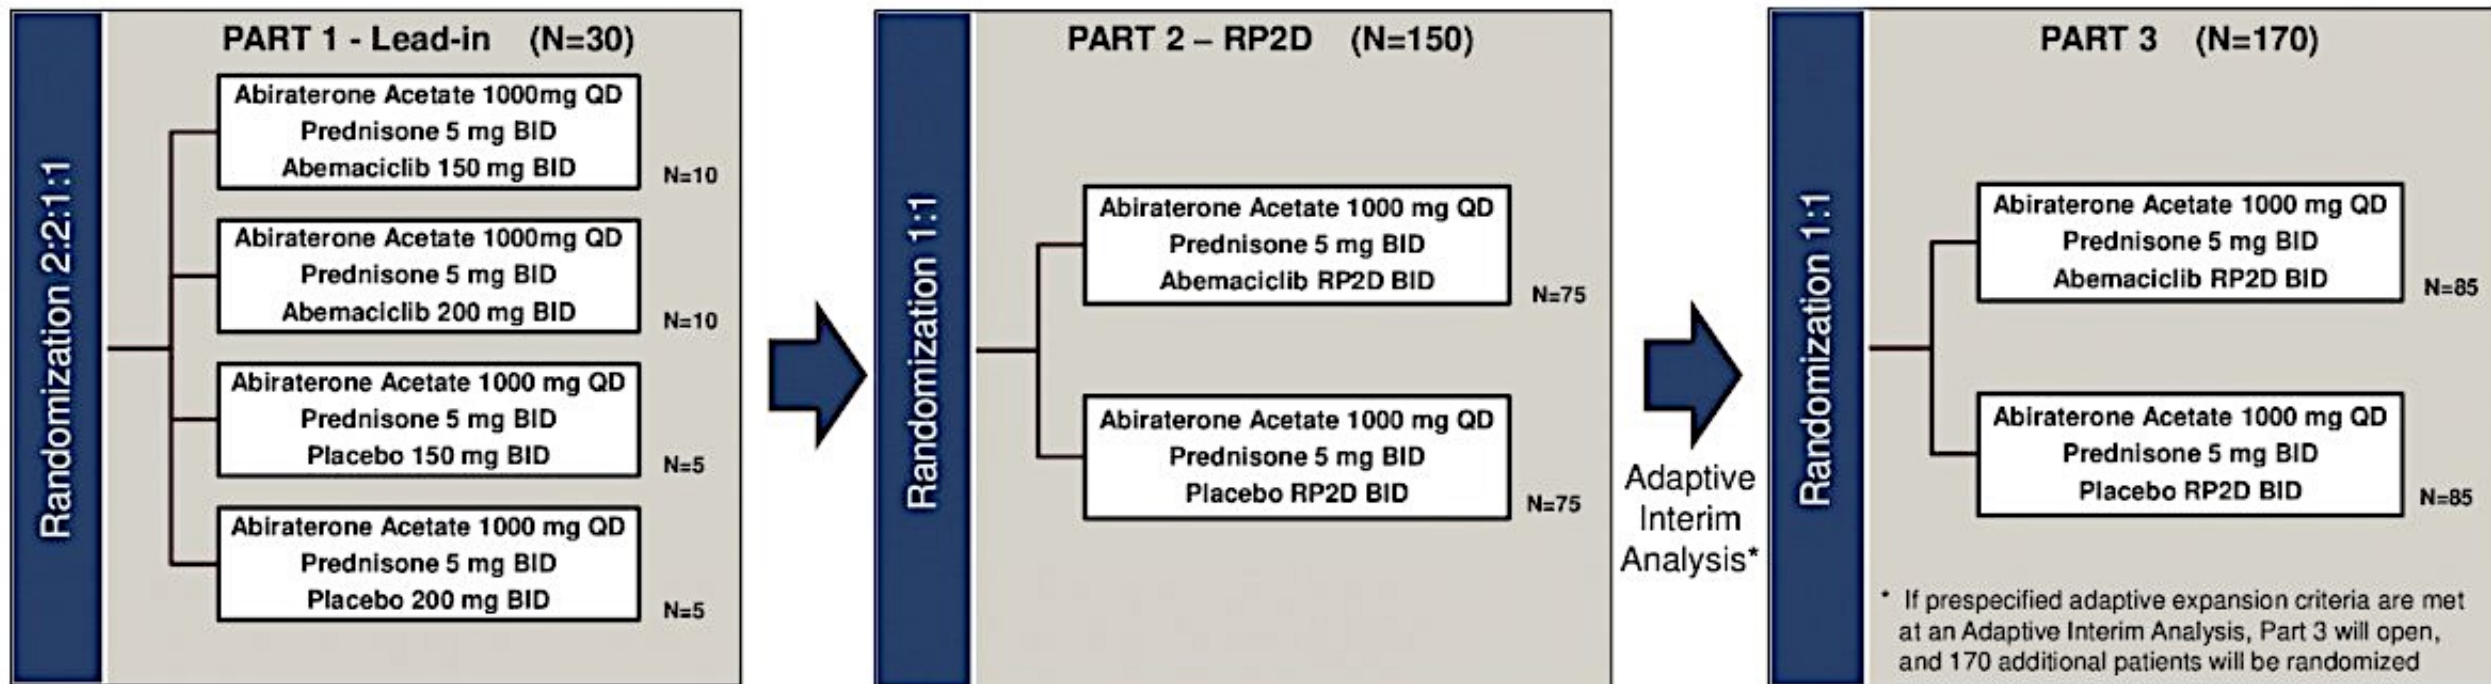 Randomization 2:2:1:1
PART 1 - Lead-in (N=30)
Abiraterone Acetate 1000mg QD
Prednisone 5 mg BID
Abemaciclib 150 mg BID
N=10
Abiraterone Acetate 1000mg QD
Prednisone 5 mg BID
Abemaciclib 200 mg BID
N=10
Abiraterone Acetate 1000 mg QD
Prednisone 5 mg BID
Placebo 150 mg BID
N=5
Abiraterone Acetate 1000 mg QD
Prednisone 5 mg BID
Placebo 200 mg BID
N=5
Randomization 1:1
PART 2 – RP2D (N=150)
Abiraterone Acetate 1000 mg QD
Prednisone 5 mg BID
Abemaciclib RP2D BID
N=75
Abiraterone Acetate 1000 mg QD
Prednisone 5 mg BID
Placebo RP2D BID
N=75
Adaptive
Interim
Analysis*
Randomization 1:1
PART 3 (N=170)
Abiraterone Acetate 1000 mg QD
Prednisone 5 mg BID
Abemaciclib RP2D BID
N=85
Abiraterone Acetate 1000 mg QD
Prednisone 5 mg BID
Placebo RP2D BID
N=85
* If prespecified adaptive expansion criteria are met
at an Adaptive Interim Analysis, Part 3 will open,
and 170 additional patients will be randomized